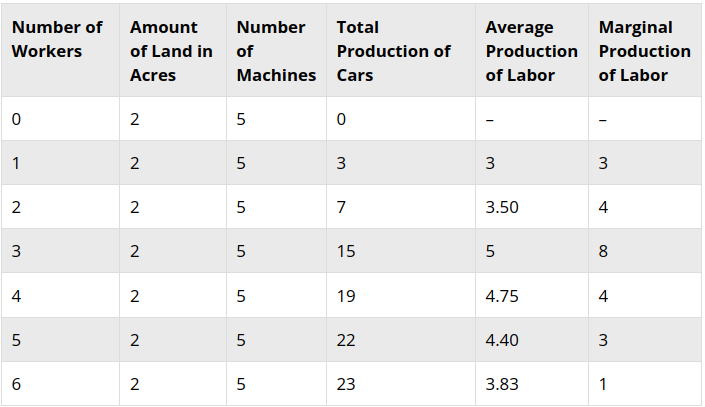 Number of Workers | Amount of Land in Acres | Number of Machines | Total Production of Cars | Average Production of Labor | Marginal Production of Labor
0 | 2 | 5 | 0 | – | –
1 | 2 | 5 | 3 | 3 | 3
2 | 2 | 5 | 7 | 3.50 | 4
3 | 2 | 5 | 15 | 5 | 8
4 | 2 | 5 | 19 | 4.75 | 4
5 | 2 | 5 | 22 | 4.40 | 3
6 | 2 | 5 | 23 | 3.83 | 1